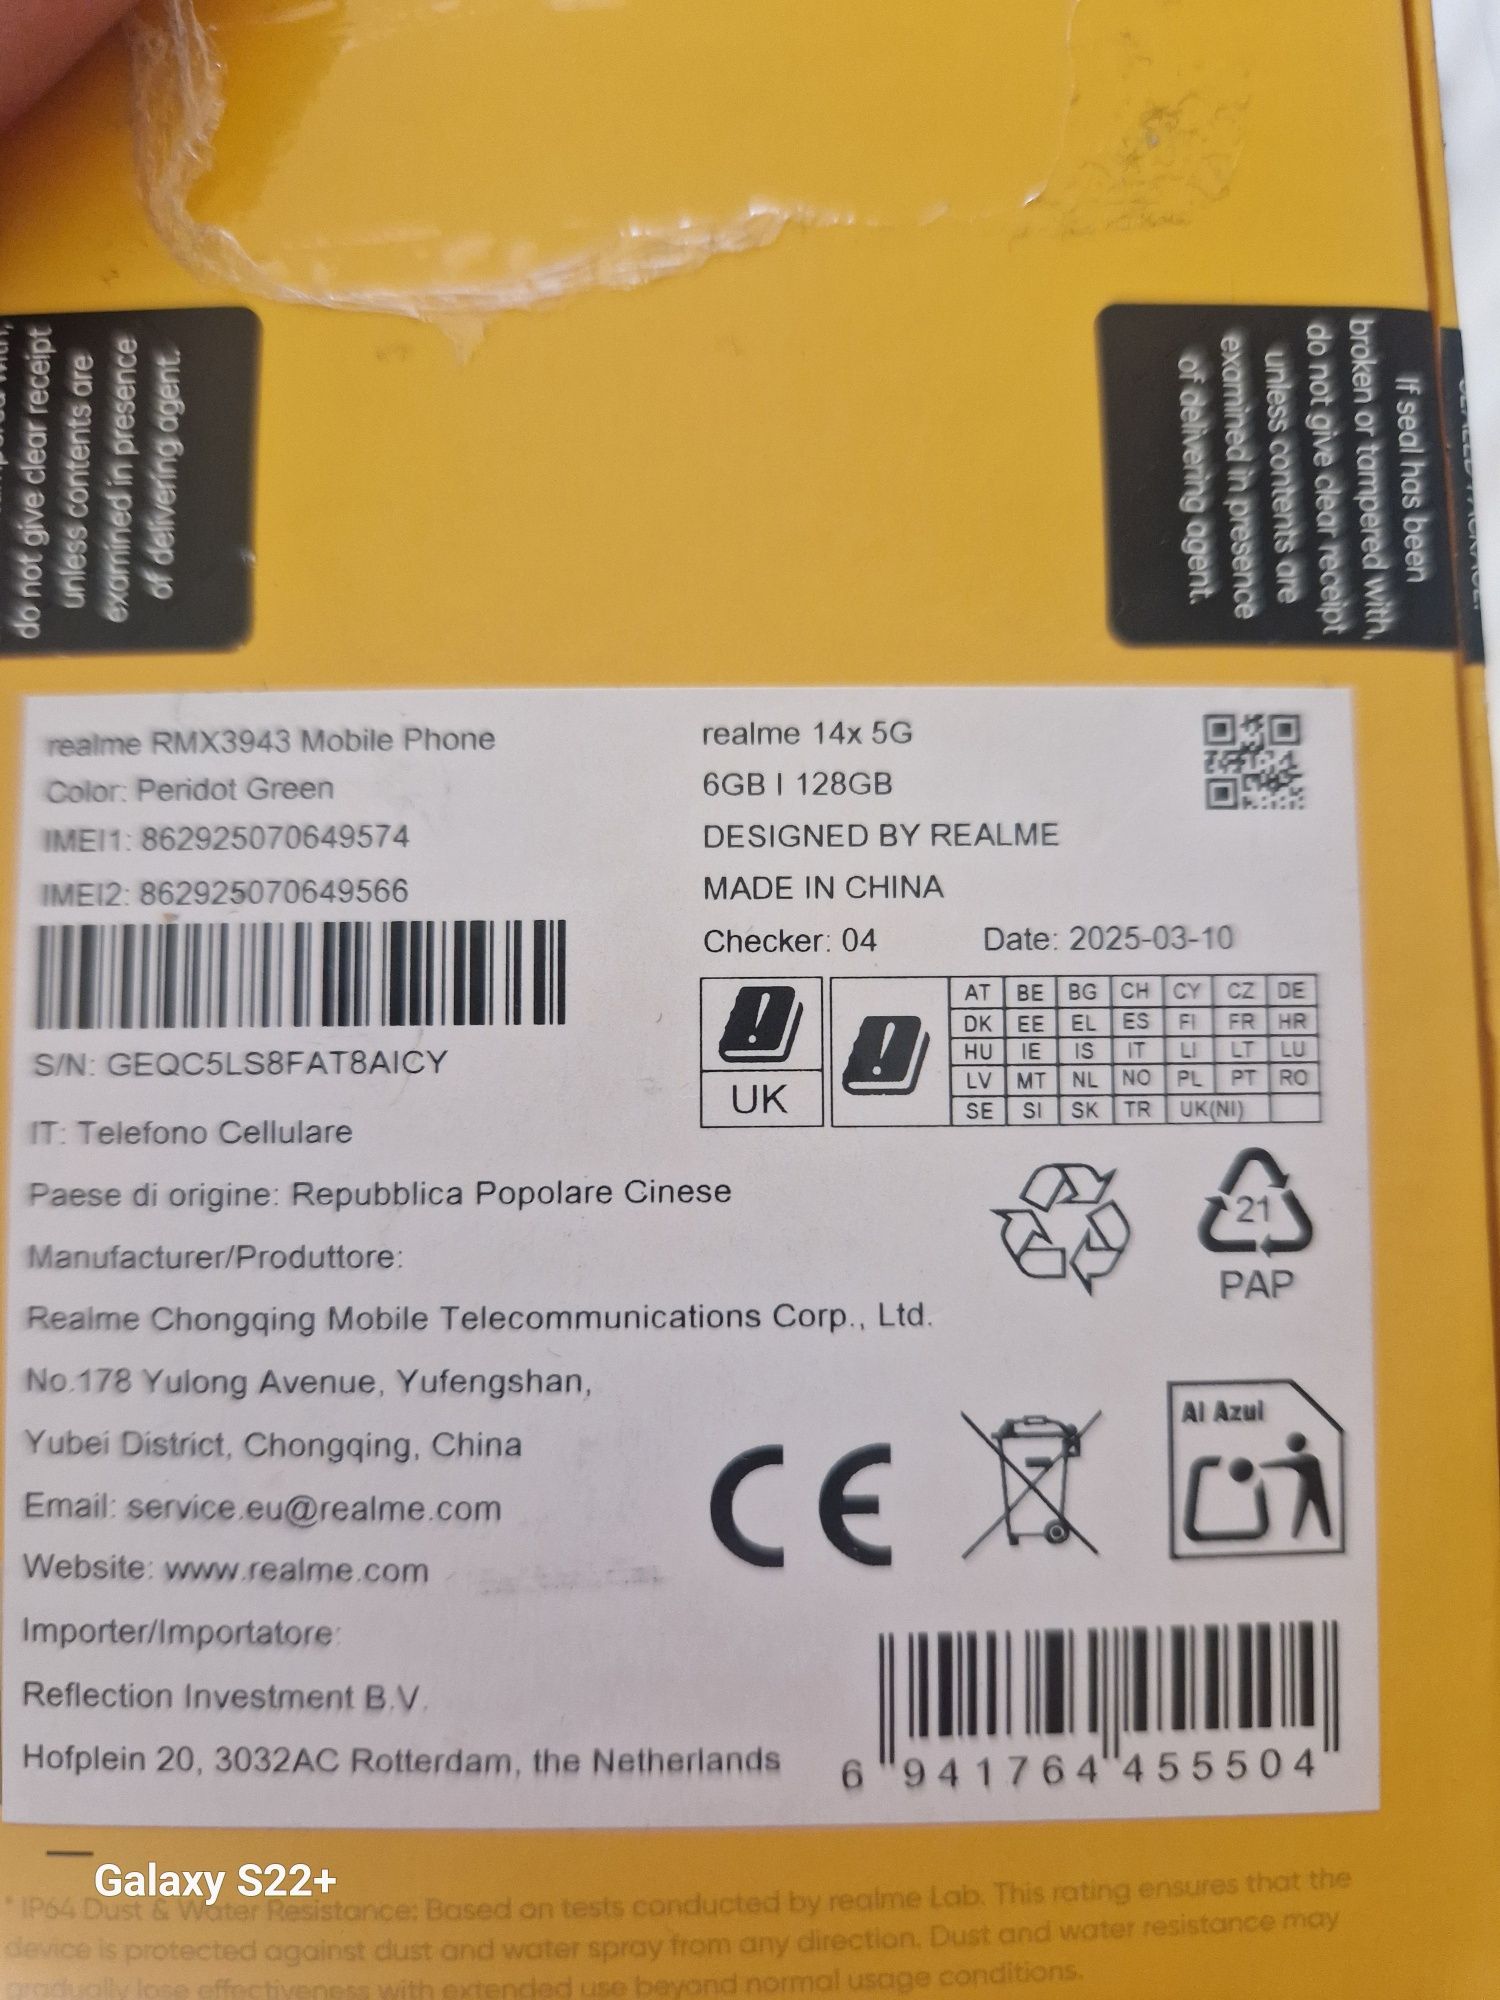 do not give clear receipt
unless contents are
examined in presence
of delivering agent.
If seal has been
broken or tampered with,
do not give clear receipt
unless contents are
examined in presence
of delivering agent.
realme RMX3943 Mobile Phone
Color: Peridot Green
IMEI1: 862925070649574
IMEI2: 862925070649566
S/N: GEQC5LS8FAT8AICY
realme 14x 5G
6GB I 128GB
DESIGNED BY REALME
MADE IN CHINA
Checker: 04 Date: 2025-03-10
UK
AT BE BG CH CY CZ DE
DK EE EL ES FI FR HR
HU IE IS IT LI LT LU
LV MT NL NO PL PT RO
SE SI SK TR UK(NI)
IT: Telefono Cellulare
Paese di origine: Repubblica Popolare Cinese
Manufacturer/Produttore:
Realme Chongqing Mobile Telecommunications Corp., Ltd.
No.178 Yulong Avenue, Yufengshan,
Yubei District, Chongqing, China
Email: service.eu@realme.com
Website: www.realme.com
Importer/Importatore:
Reflection Investment B.V.
Hofplein 20, 3032AC Rotterdam, the Netherlands
21
PAP
CE
Al Azul
6 941764 455504
Galaxy S22+
* IP64 Dust & Water Resistance: Based on tests conducted by realme Lab. This rating ensures that the
device is protected against dust and water spray from any direction. Dust and water resistance may
gradually lose effectiveness with extended use beyond normal usage conditions.